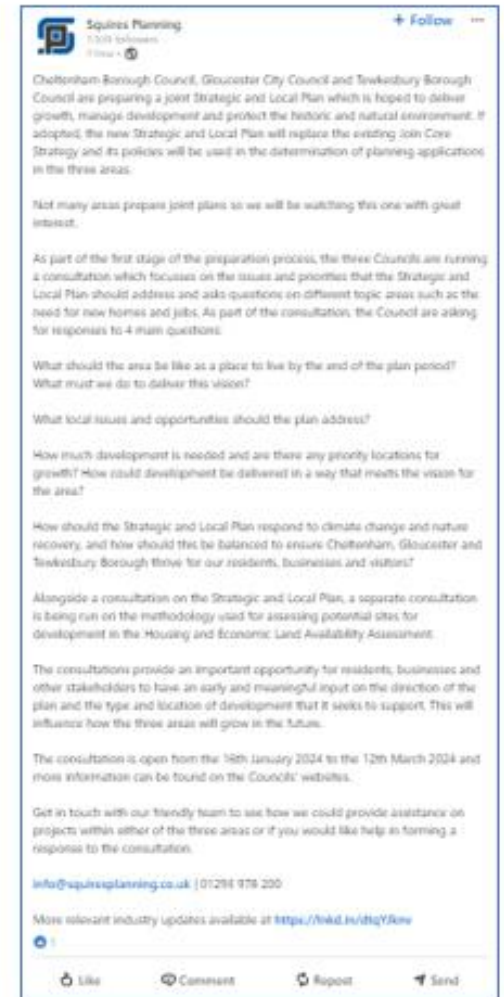 Squires Planning
+ Follow
followers
Cheltenham Borough Council, Gloucester City Council and Tewkesbury Borough
Council are preparing a joint Strategic and Local Plan which is hoped to deliver
growth, manage development and protect the historic and natural environment. If
adopted, the new Strategic and Local Plan will replace the existing Join Core
Strategy and its policies will be used in the determination of planning applications
in the three areas.
Not many areas prepare joint plans so we will be watching this one with great
interest.
As part of the first stage of the preparation process, the three Councils are running
a consultation which focusses on the issues and priorities that the Strategic and
Local Plan should address and asks questions on different topic areas such as the
need for new homes and jobs. As part of the consultation, the Council are asking
for responses to 4 main questions:
What should the area be like as a place to live by the end of the plan period?
What must we do to deliver this vision?
What local issues and opportunities should the plan address?
How much development is needed and are there any priority locations for
growth? How could development be delivered in a way that meets the vision for
the area?
How should the Strategic and Local Plan respond to climate change and nature
recovery, and how should this be balanced to ensure Cheltenham, Gloucester and
Tewkesbury Borough thrive for our residents, businesses and visitors?
Alongside a consultation on the Strategic and Local Plan, a separate consultation
is being run on the methodology used for assessing potential sites for
development in the Housing and Economic Land Availability Assessment.
The consultations provide an important opportunity for residents, businesses and
other stakeholders to have an early and meaningful input on the direction of the
plan and the type and location of development that it seeks to support. This will
influence how the three areas will grow in the future.
The consultation is open from the 16th January 2024 to the 12th March 2024 and
more information can be found on the Councils' websites.
Get in touch with our friendly team to see how we could provide assistance on
projects within either of the three areas or if you would like help in forming a
response to the consultation.
info@squiresplanning.co.uk | 01294 978 200
More relevant industry updates available at
Like
Comment
Repost
Send